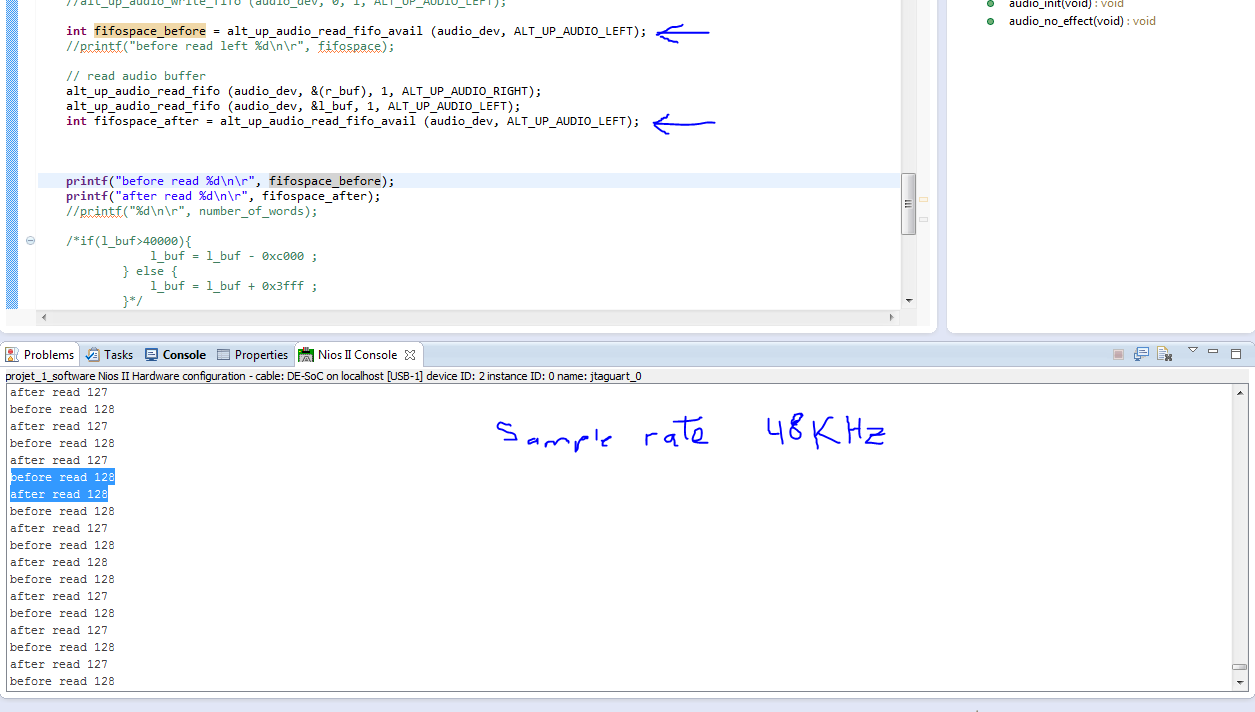 //alt_up_audio_write_fifo (audio_dev, 0, 1, ALT_UP_AUDIO_LEFT);
int fifospace_before = alt_up_audio_read_fifo_avail (audio_dev, ALT_UP_AUDIO_LEFT);
//printf("before read left %d\n\r", fifospace);
// read audio buffer
alt_up_audio_read_fifo (audio_dev, &(r_buf), 1, ALT_UP_AUDIO_RIGHT);
alt_up_audio_read_fifo (audio_dev, &l_buf, 1, ALT_UP_AUDIO_LEFT);
int fifospace_after = alt_up_audio_read_fifo_avail (audio_dev, ALT_UP_AUDIO_LEFT);
printf("before read %d\n\r", fifospace_before);
printf("after read %d\n\r", fifospace_after);
//printf("%d\n\r", number_of_words);
/*if(l_buf>40000){
l_buf = l_buf - 0xc000 ;
} else {
l_buf = l_buf + 0x3fff ;
}*/
audio_init(void) : void
audio_no_effect(void) : void
Problems Tasks Console Properties Nios II Console
projet_1_software Nios II Hardware configuration - cable: DE-SoC on localhost [USB-1] device ID: 2 instance ID: 0 name: jtaguart_0
after read 127
before read 128
after read 127
before read 128
after read 127
before read 128
after read 128
before read 128
after read 127
before read 128
after read 128
before read 128
after read 127
before read 128
after read 127
before read 128
after read 127
before read 128
Sample rate 48KHz